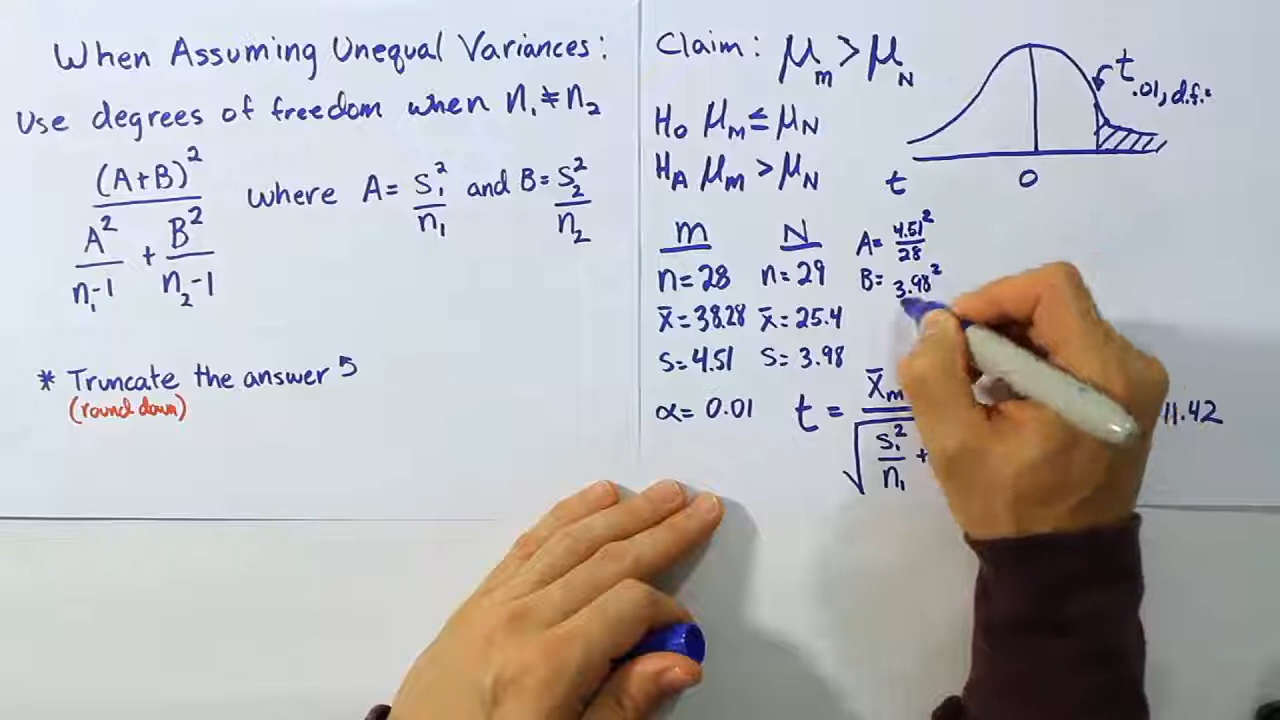 When Assuming Unequal Variances:
Use degrees of freedom when n₁ ≠ n₂
(A+B)²
A²/(n₁-1) + B²/(n₂-1)
where A = S₁²/n₁ and B = S₂²/n₂
* Truncate the answer
(round down)
Claim: μm > μN
H₀ μm ≤ μN
HA μm > μN
t.01, d.f.
t 0
m N
n=28 n=29
x̄=38.28 x̄=25.4
s=4.51 s=3.98
α=0.01
A= 4.51²/28
B= 3.98²
t = x̄m
√ S₁²/n₁ +
11.42